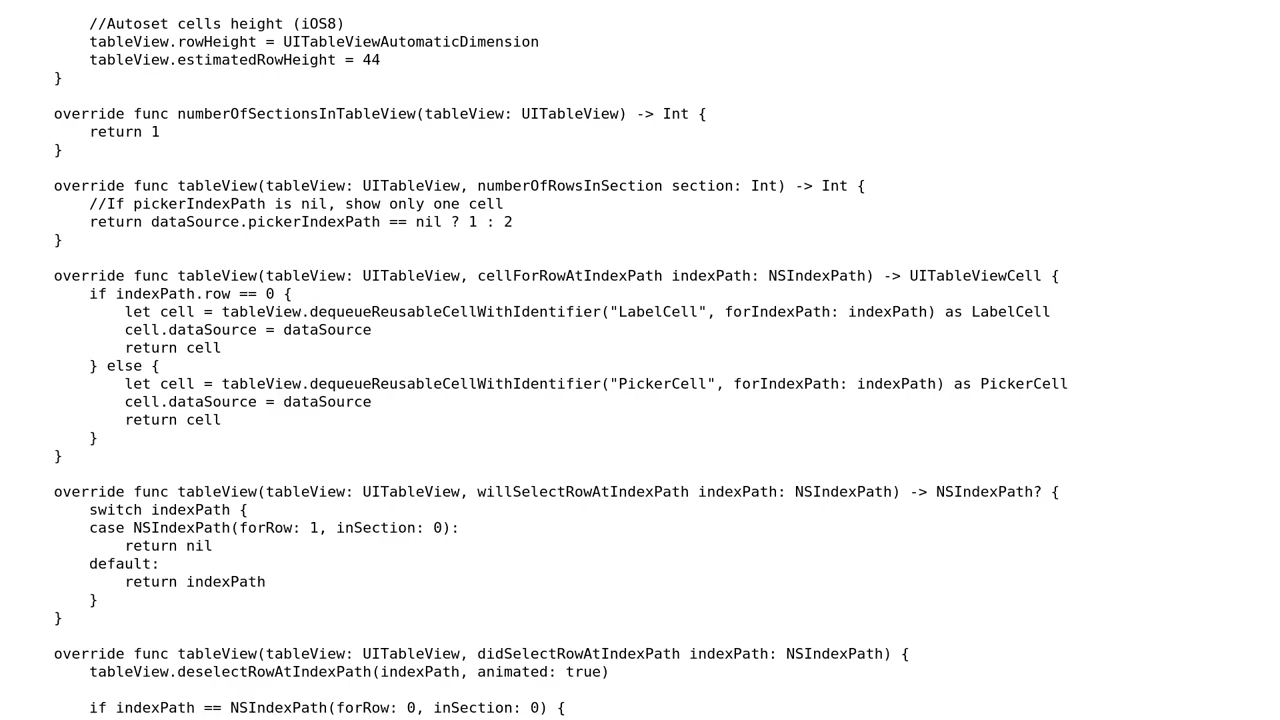 //Autoset cells height (iOS8)
tableView.rowHeight = UITableViewAutomaticDimension
tableView.estimatedRowHeight = 44
}
override func numberOfSectionsInTableView(tableView: UITableView) -> Int {
return 1
}
override func tableView(tableView: UITableView, numberOfRowsInSection section: Int) -> Int {
//If pickerIndexPath is nil, show only one cell
return dataSource.pickerIndexPath == nil ? 1 : 2
}
override func tableView(tableView: UITableView, cellForRowAtIndexPath indexPath: NSIndexPath) -> UITableViewCell {
if indexPath.row == 0 {
let cell = tableView.dequeueReusableCellWithIdentifier("LabelCell", forIndexPath: indexPath) as LabelCell
cell.dataSource = dataSource
return cell
} else {
let cell = tableView.dequeueReusableCellWithIdentifier("PickerCell", forIndexPath: indexPath) as PickerCell
cell.dataSource = dataSource
return cell
}
}
override func tableView(tableView: UITableView, willSelectRowAtIndexPath indexPath: NSIndexPath) -> NSIndexPath? {
switch indexPath {
case NSIndexPath(forRow: 1, inSection: 0):
return nil
default:
return indexPath
}
}
override func tableView(tableView: UITableView, didSelectRowAtIndexPath indexPath: NSIndexPath) {
tableView.deselectRowAtIndexPath(indexPath, animated: true)
if indexPath == NSIndexPath(forRow: 0, inSection: 0) {